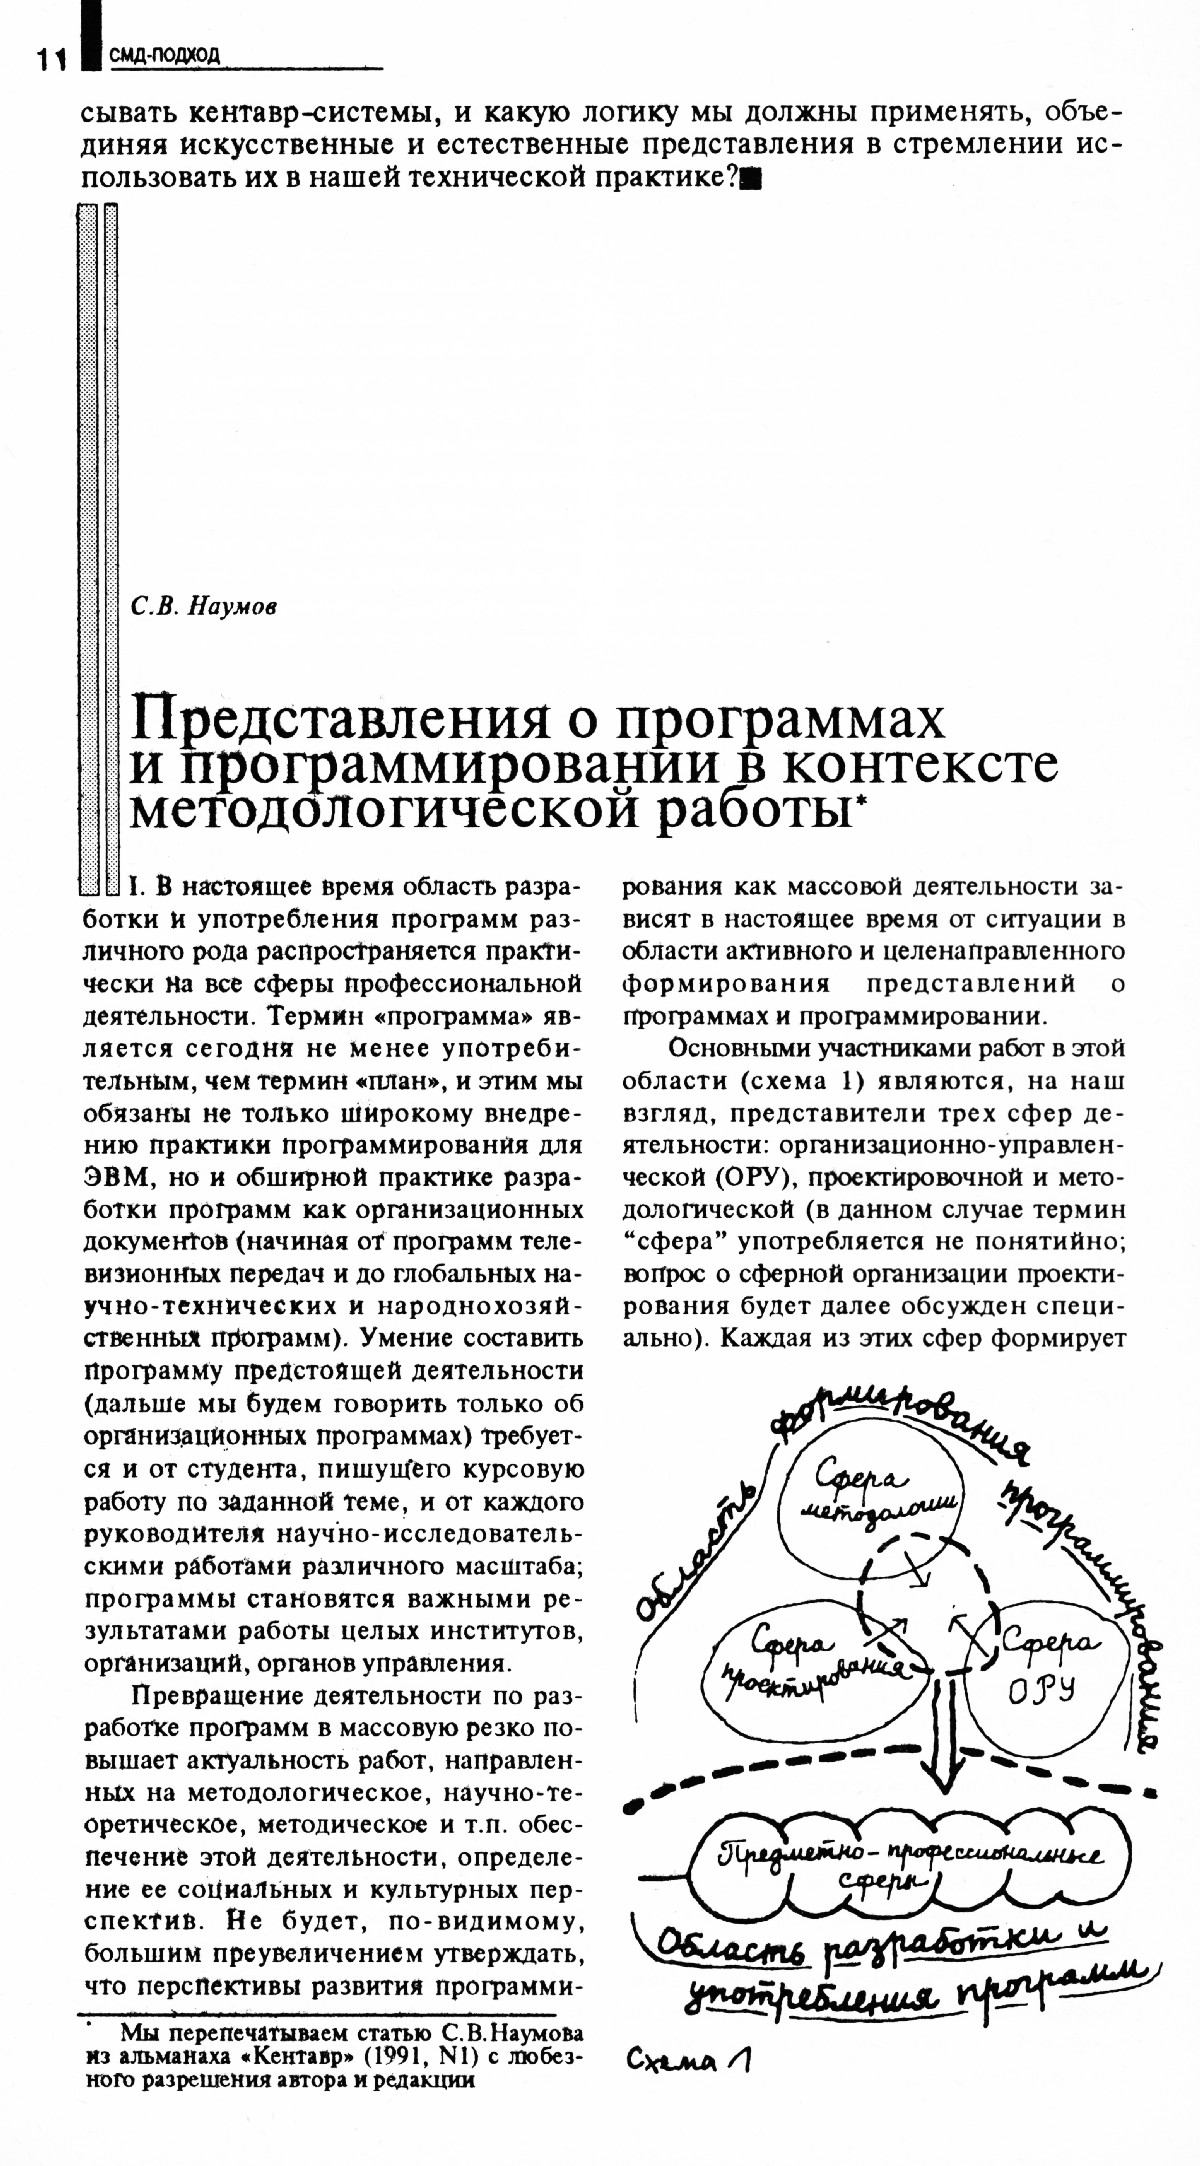 11
СМД-ПОДХОД
сывать кентавр-системы, и какую логику мы должны применять, объе-
диняя искусственные и естественные представления в стремлении ис-
пользовать их в нашей технической практике?
С.В. Наумов
Представления о программах
и программировании в контексте
методологической работы*
I. В настоящее время область разра-
ботки и употребления программ раз-
личного рода распространяется практи-
чески на все сферы профессиональной
деятельности. Термин «программа» яв-
ляется сегодня не менее употреби-
тельным, чем термин «план», и этим мы
обязаны не только широкому внедре-
нию практики программирования для
ЭВМ, но и обширной практике разра-
ботки программ как организационных
документов (начиная от программ теле-
визионных передач и до глобальных на-
учно-технических и народнохозяй-
ственных программ). Умение составить
программу предстоящей деятельности
(дальше мы будем говорить только об
организационных программах) требует-
ся и от студента, пишущего курсовую
работу по заданной теме, и от каждого
руководителя научно-исследователь-
скими работами различного масштаба;
программы становятся важными ре-
зультатами работы целых институтов,
организаций, органов управления.
Превращение деятельности по раз-
работке программ в массовую резко по-
вышает актуальность работ, направлен-
ных на методологическое, научно-те-
оретическое, методическое и т.п. обес-
печение этой деятельности, определе-
ние ее социальных и культурных пер-
спектив. Не будет, по-видимому,
большим преувеличением утверждать,
что перспективы развития программи-
* Мы перепечатываем статью С.В.Наумова
из альманаха «Кентавр» (1991, N1) с любез-
ного разрешения автора и редакции
рования как массовой деятельности за-
висят в настоящее время от ситуации в
области активного и целенаправленного
формирования представлений о
программах и программировании.
Основными участниками работ в этой
области (схема 1) являются, на наш
взгляд, представители трех сфер де-
ятельности: организационно-управлен-
ческой (ОРУ), проектировочной и мето-
дологической (в данном случае термин
“сфера” употребляется не понятийно;
вопрос о сферной организации проекти-
рования будет далее обсужден специ-
ально). Каждая из этих сфер формирует
Область формирования программирования
Сфера
методологии
Сфера
проектирования
Сфера
ОРУ
Предметно-профессиональные
сферы
Область разработки и
употребления программ
Схема 1